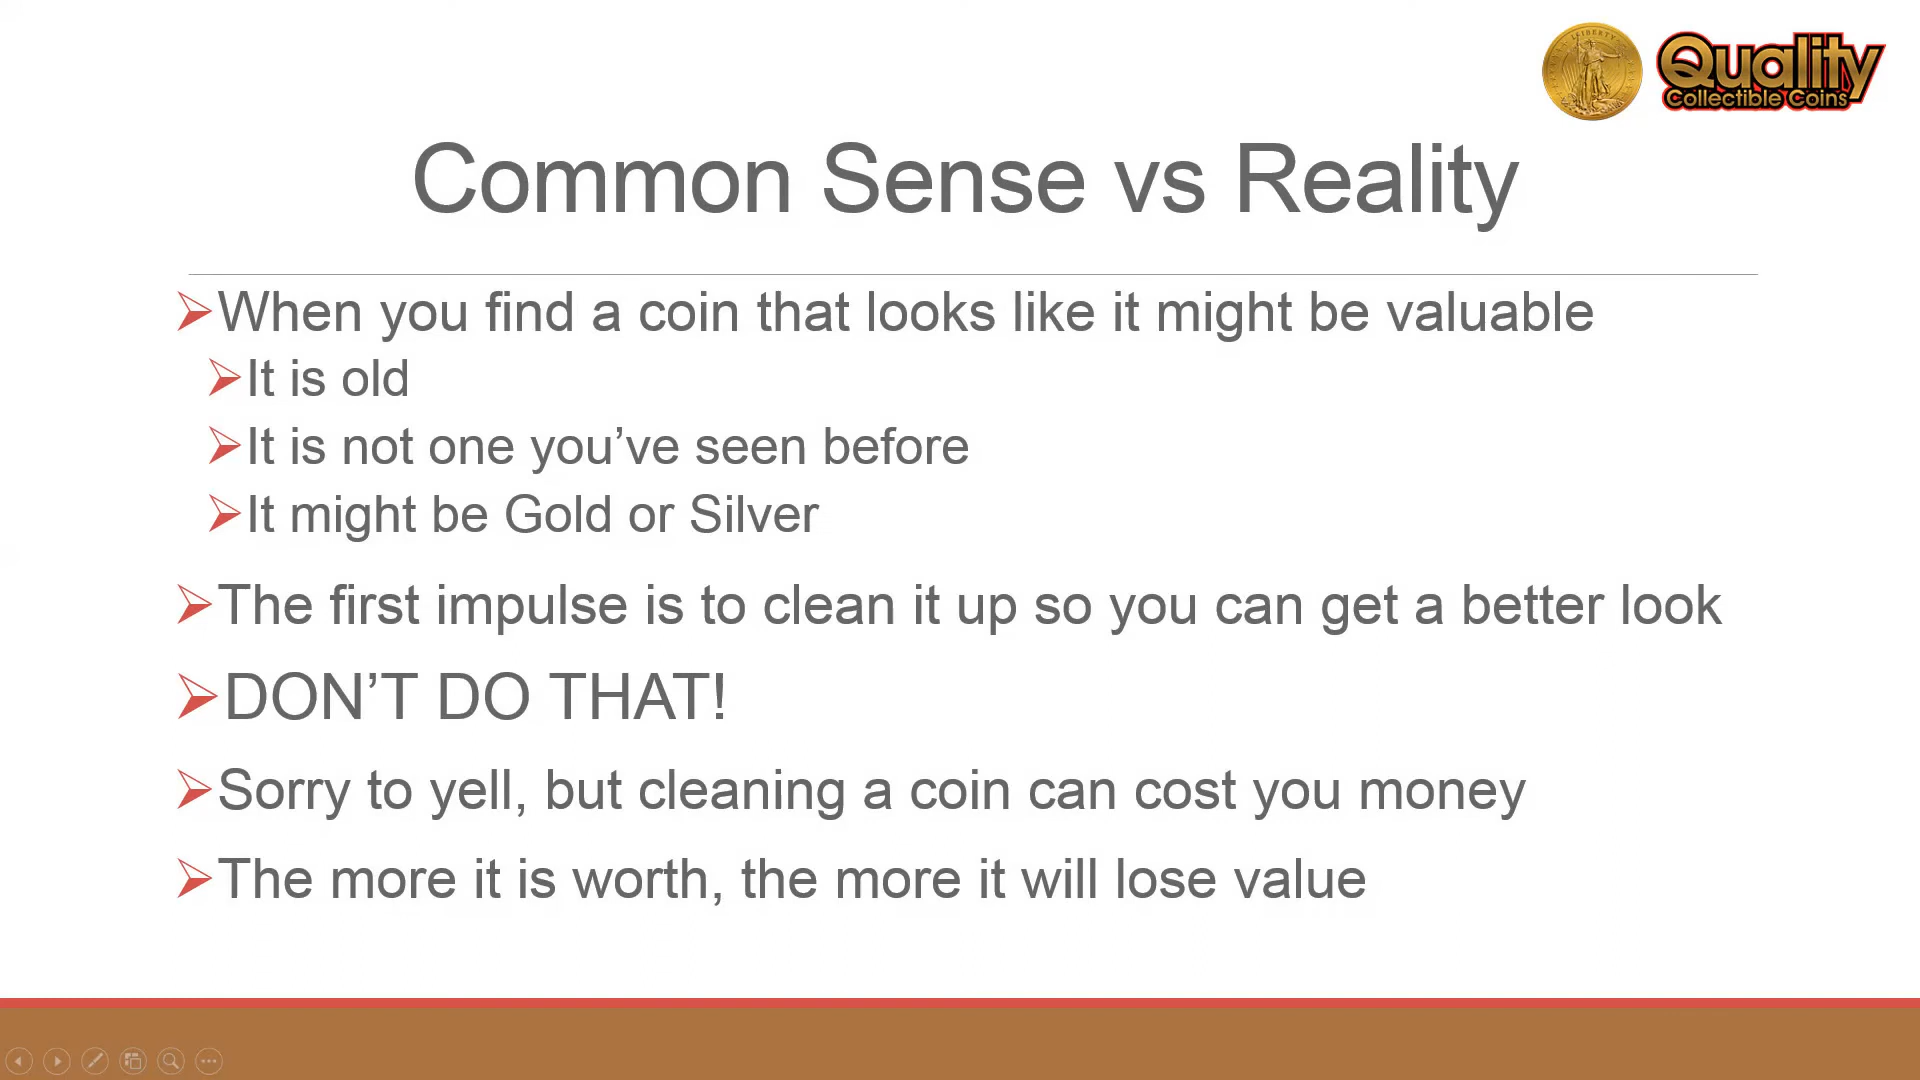 Quality
Collectible Coins
Common Sense vs Reality
When you find a coin that looks like it might be valuable
It is old
It is not one you’ve seen before
It might be Gold or Silver
The first impulse is to clean it up so you can get a better look
DON’T DO THAT!
Sorry to yell, but cleaning a coin can cost you money
The more it is worth, the more it will lose value